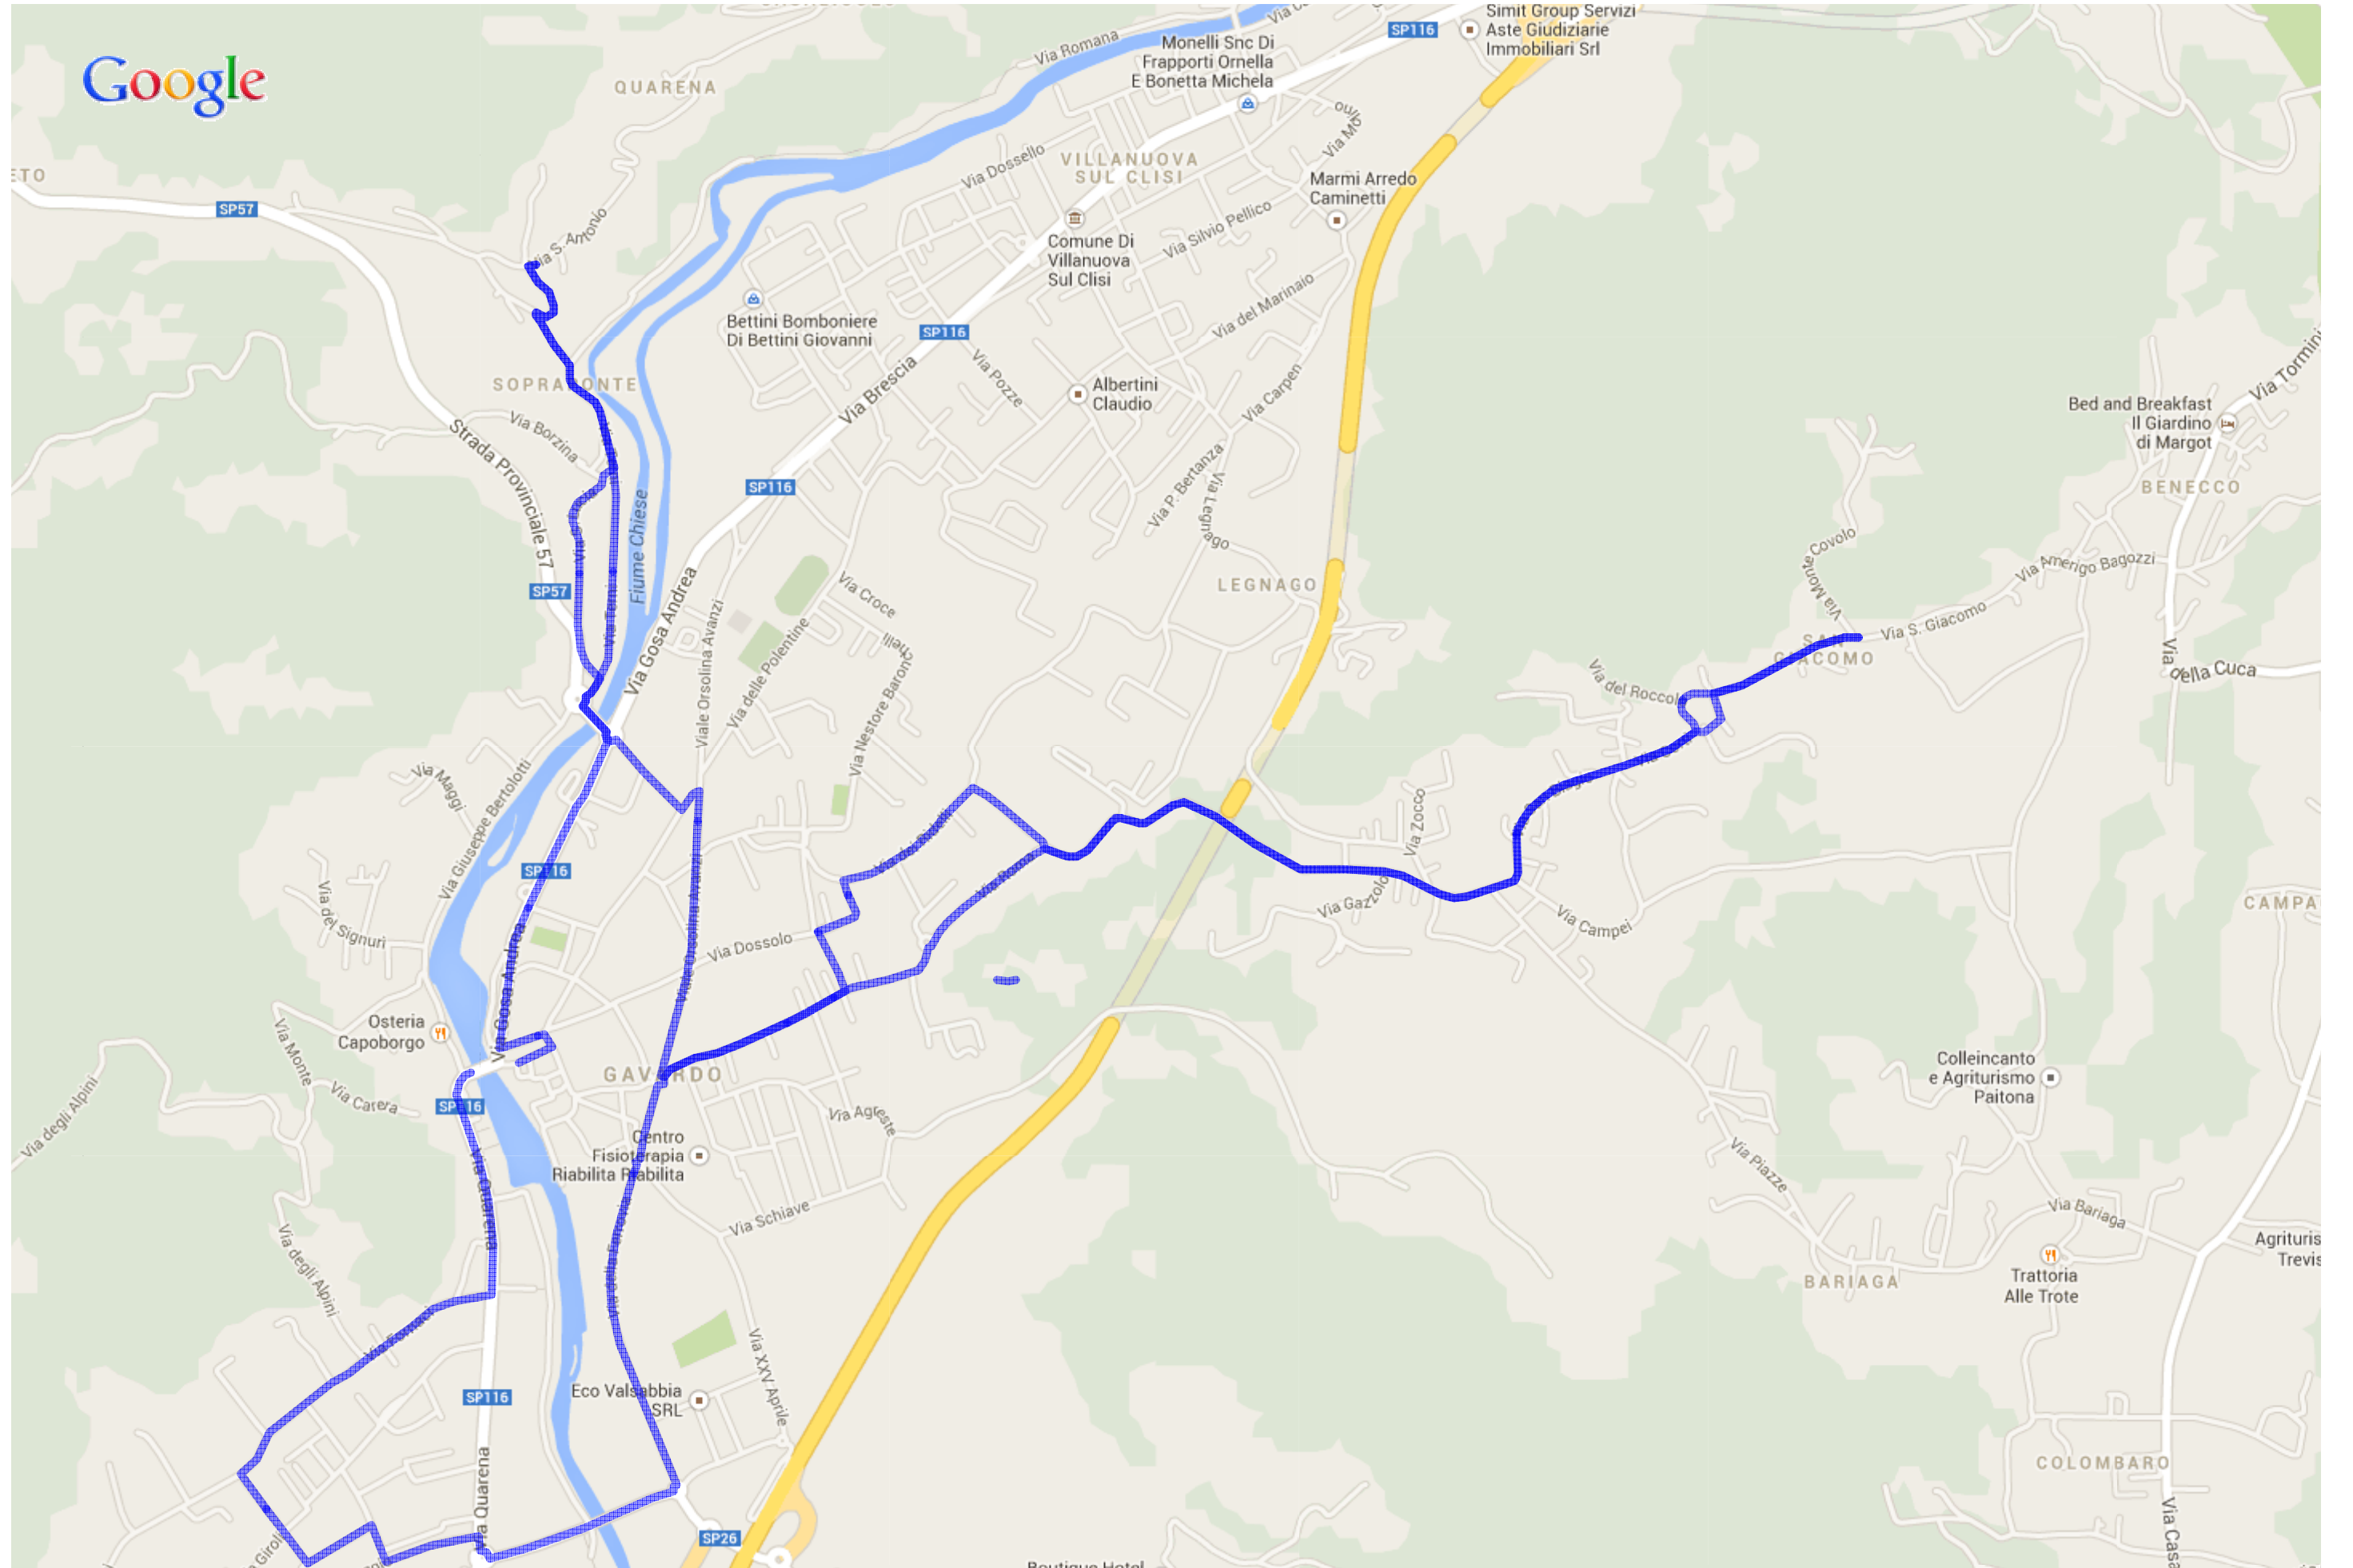 Simit Group Servizi
Aste Giudiziarie
Immobiliari Srl
SP116
Via Romana
Monelli Snc Di
Frapporti Ornella
E Bonetta Michela
Google
QUARENA
Via Dossello
VILLANUOVA
SUL CLISI
Marmi Arredo
Caminetti
SP57
Via S. Antonio
Via Silvio Pellico
Comune Di
Villanuova
Sul Clisi
Via del Marinaio
Bettini Bomboniere
Di Bettini Giovanni
SP116
Via Pozze
Via Brescia
Albertini
Claudio
Via Carpen
Via Tormini
Bed and Breakfast
Il Giardino
di Margot
Via Borzina
Strada Provinciale 57
SP116
Via P. Bertanza
Via Legnago
BENECCO
Fiume Chiese
SP57
Via Gosa Andrea
Via Croce
LEGNAGO
Via Monte Covolo
Via Amerigo Bagozzi
Via S. Giacomo
SAN
GIACOMO
Viale Orsolina Avanzi
Via delle Polentine
Via Nestore Baronchelli
Via della Cuca
Via Maggi
Via Giuseppe Bertolotti
SP116
Via Zocco
Via Gazzolo
Via Campei
Via del Signuri
Via Dossolo
Viale Orsolina Avanzi
Via Gosa Andrea
Osteria
Capoborgo
Via Monte
Via Carera
Via degli Alpini
SP116
GAVARDO
Via Agreste
Centro
Fisioterapia
Riabilita Riabilita
Colleincanto
e Agriturismo
Paitona
Via Piazze
Via Quarena
Via Schiave
Via Bariaga
Via degli Alpini
BARIAGA
Trattoria
Alle Trote
Via XXV Aprile
Eco Valsabbia
SRL
SP116
Via Quarena
COLOMBARO
SP26